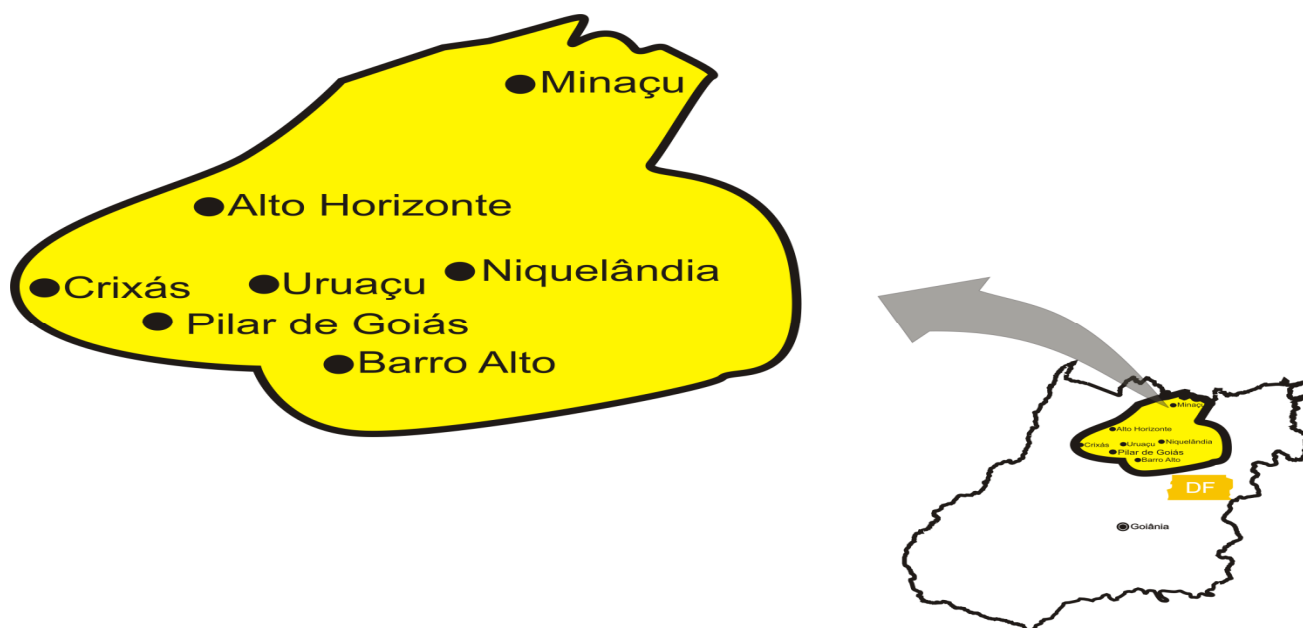 Minaçu
Alto Horizonte
Niquelândia
Crixás
Uruaçu
Pilar de Goiás
Barro Alto
Minaçu
Alto Horizonte
Crixás
Uruaçu
Niquelândia
Pilar de Goiás
Barro Alto
DF
Goiânia